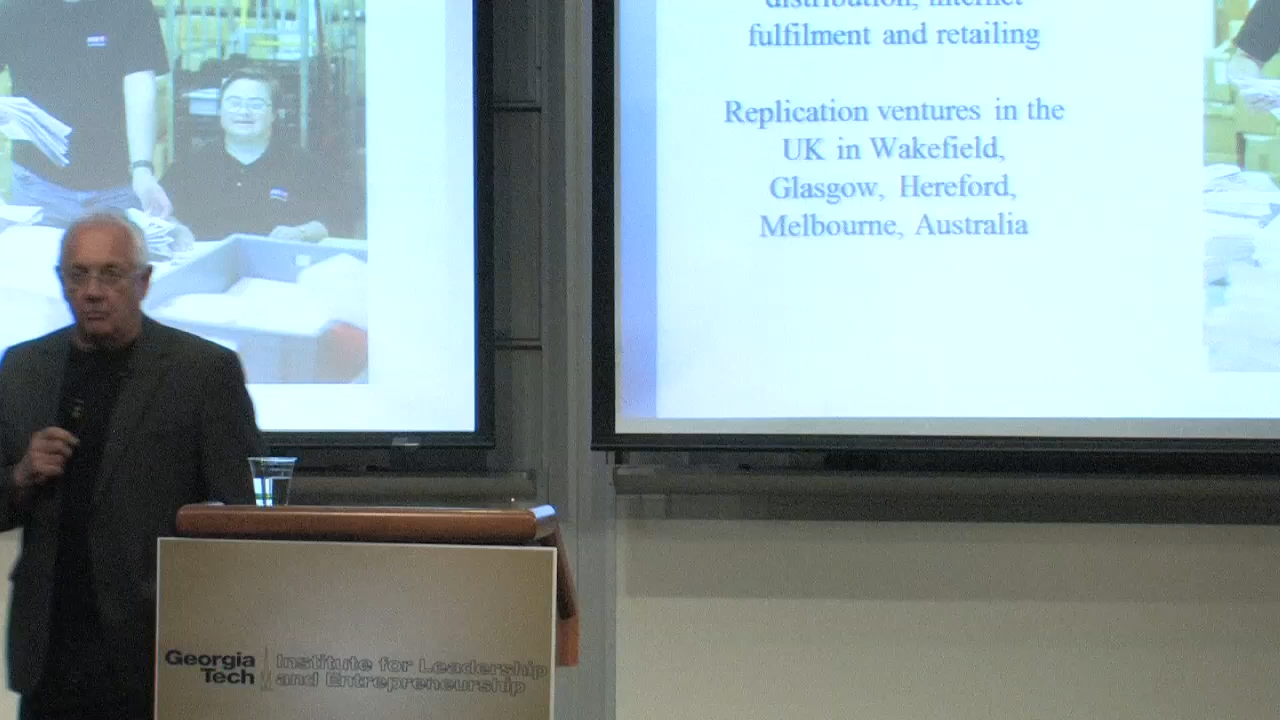 distribution, internet
fulfilment and retailing
Replication ventures in the
UK in Wakefield,
Glasgow, Hereford,
Melbourne, Australia
Georgia
Tech
Institute for Leadership
and Entrepreneurship